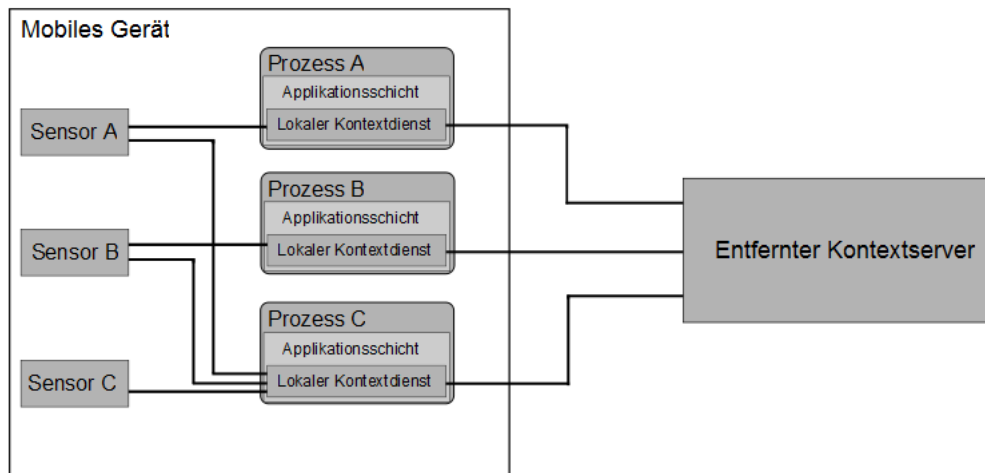 Mobiles Gerät
Prozess A
Applikationsschicht
Lokaler Kontextdienst
Sensor A
Prozess B
Applikationsschicht
Lokaler Kontextdienst
Sensor B
Entfernter Kontextserver
Prozess C
Applikationsschicht
Lokaler Kontextdienst
Sensor C